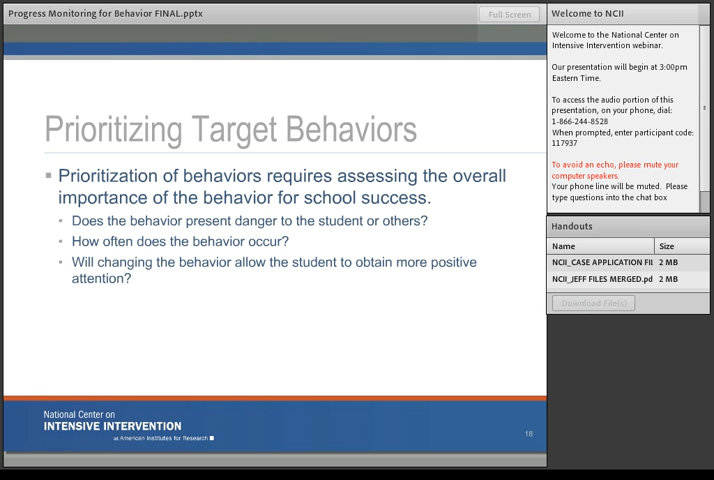 Progress Monitoring for Behavior FINAL.pptx
Full Screen
Prioritizing Target Behaviors
Prioritization of behaviors requires assessing the overall
importance of the behavior for school success.
Does the behavior present danger to the student or others?
How often does the behavior occur?
Will changing the behavior allow the student to obtain more positive
attention?
National Center on
INTENSIVE INTERVENTION
at American Institutes for Research
18
Welcome to NCII
Welcome to the National Center on
Intensive Intervention webinar.
Our presentation will begin at 3:00pm
Eastern Time.
To access the audio portion of this
presentation, on your phone, dial:
1-866-244-8528
When prompted, enter participant code:
117937
To avoid an echo, please mute your
computer speakers.
Your phone line will be muted. Please
type questions into the chat box
Handouts
Name Size
NCII_CASE APPLICATION FIL 2 MB
NCII_JEFF FILES MERGED.pd 2 MB
Download File(s)